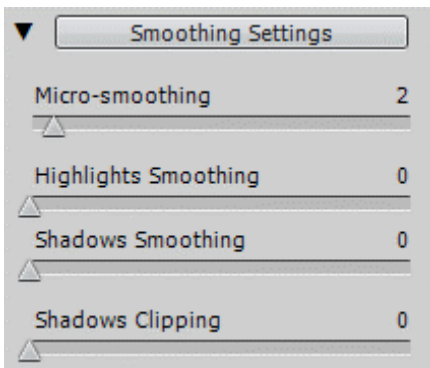 Smoothing Settings
Micro-smoothing 2
Highlights Smoothing 0
Shadows Smoothing 0
Shadows Clipping 0